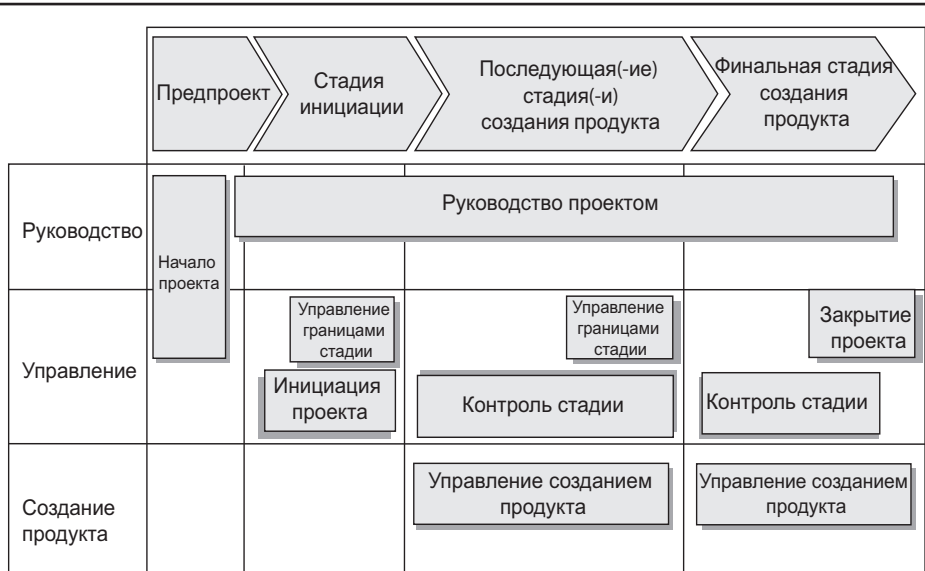 Предпроект
Стадия
инициации
Последующая(-ие)
стадия(-и)
создания продукта
Финальная стадия
создания
продукта
Руководство
Начало
проекта
Руководство проектом
Управление
Управление
границами
стадии
Инициация
проекта
Управление
границами
стадии
Контроль стадии
Закрытие
проекта
Контроль стадии
Создание
продукта
Управление созданием
продукта
Управление созданием
продукта